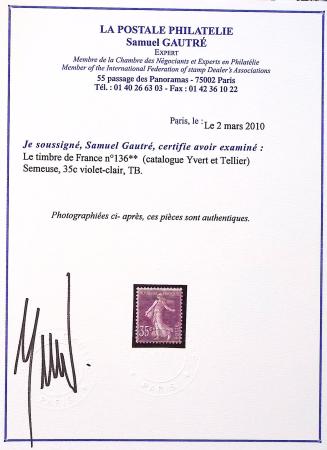 LA POSTALE PHILATELIE
Samuel GAUTRÉ
EXPERT
Membre de la Chambre des Négociants et Experts en Philatélie
Member of the International Federation of stamp Dealer's Associations
55 passage des Panoramas - 75002 Paris
Tél. : 01 40 26 63 03 - Fax : 01 42 36 10 22
Paris, le : Le 2 mars 2010
Je soussigné, Samuel Gautré, certifie avoir examiné :
Le timbre de France n°136** (catalogue Yvert et Tellier)
Semeuse, 35c violet-clair, TB.
Photographiées ci- après, ces pièces sont authentiques.
35c
PARIS
PARIS